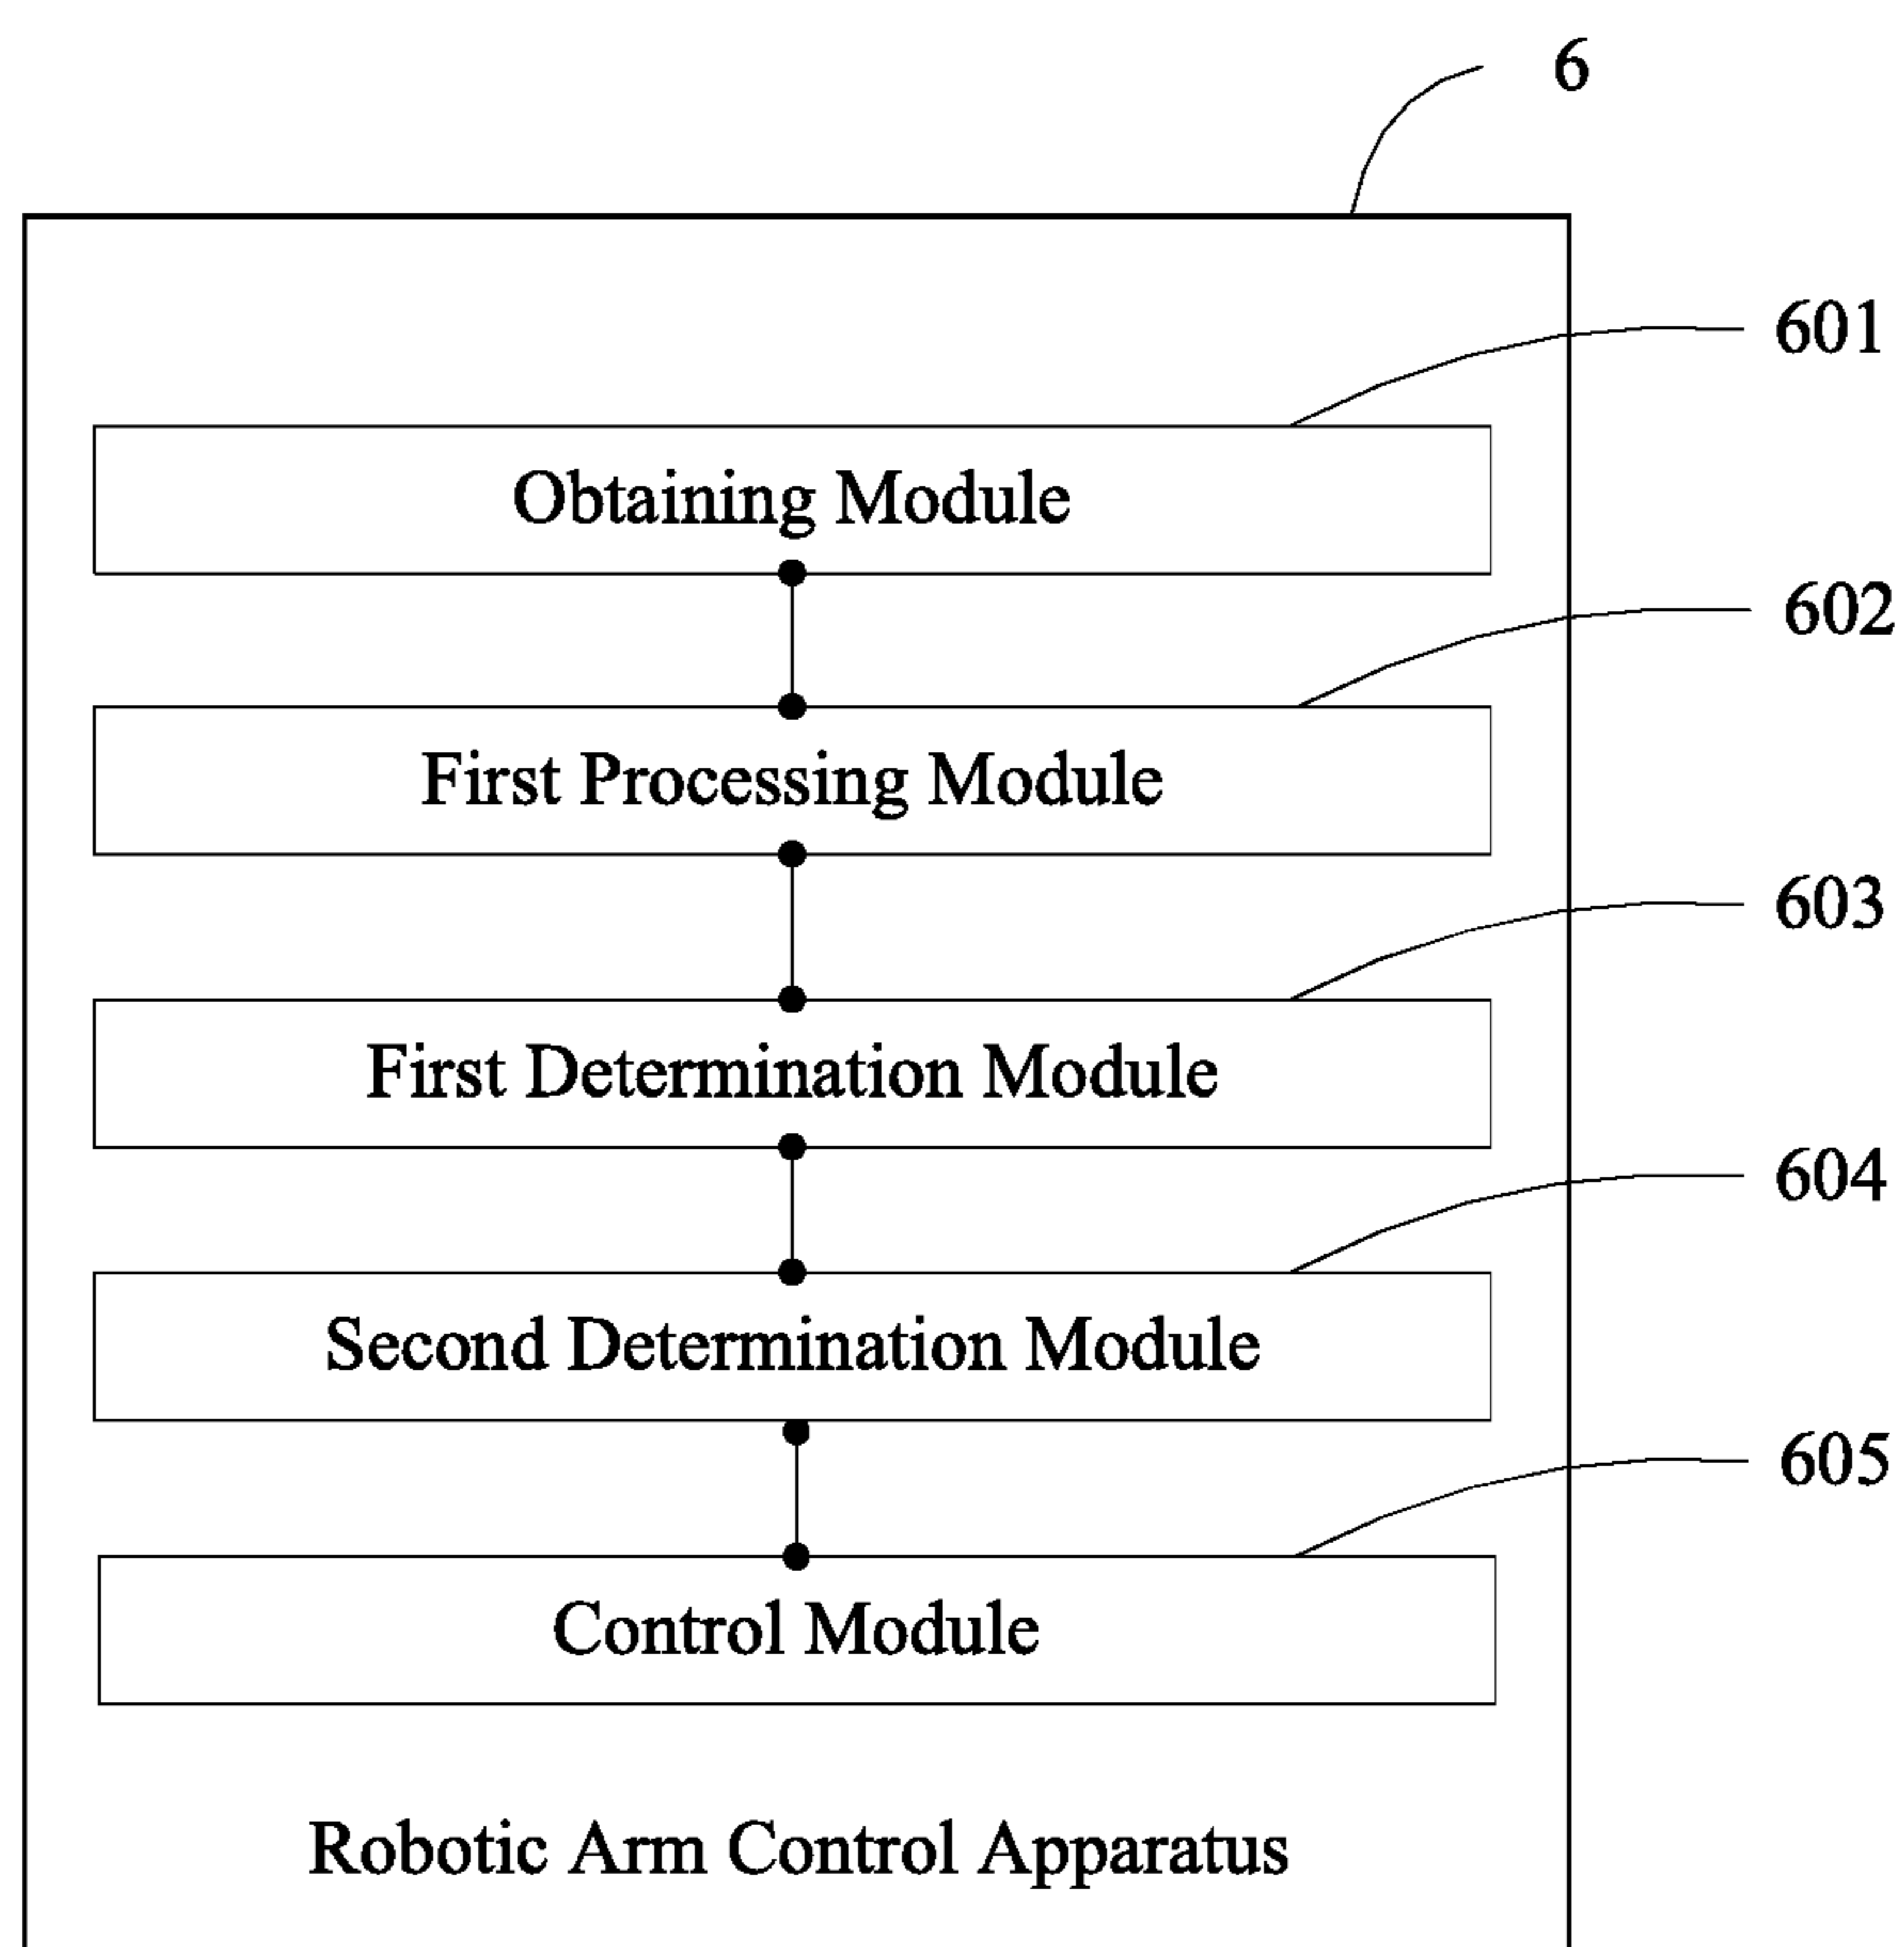 6
601
Obtaining Module
602
First Processing Module
603
First Determination Module
604
Second Determination Module
605
Control Module
Robotic Arm Control Apparatus